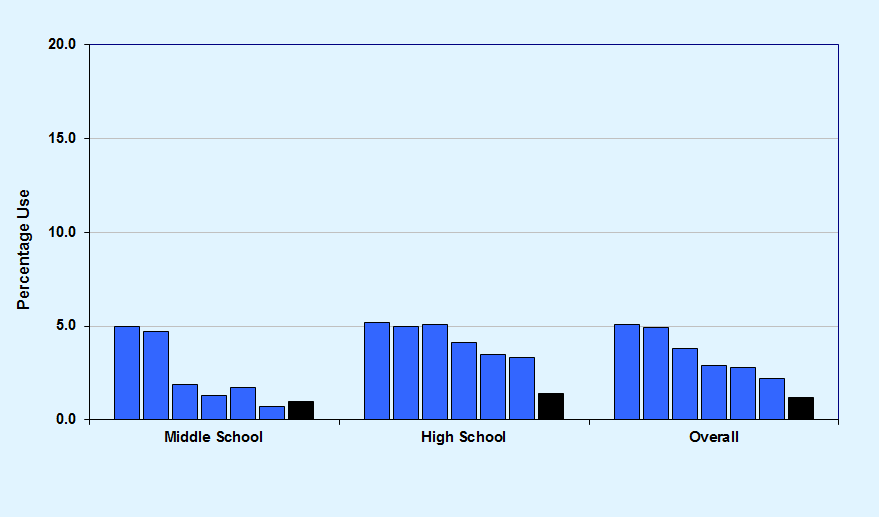 20.0
15.0
10.0
5.0
0.0
Percentage Use
Middle School
High School
Overall